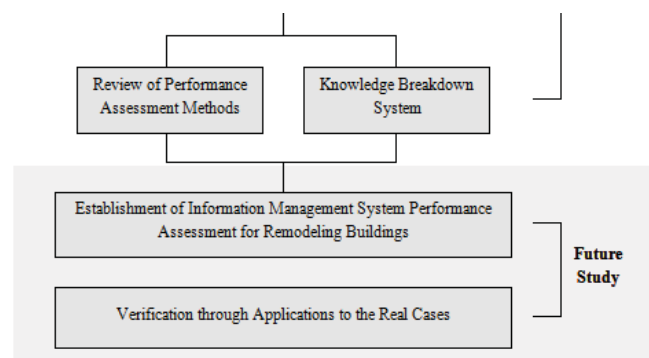 Review of Performance
Assessment Methods
Knowledge Breakdown
System
Establishment of Information Management System Performance
Assessment for Remodeling Buildings
Future
Study
Verification through Applications to the Real Cases